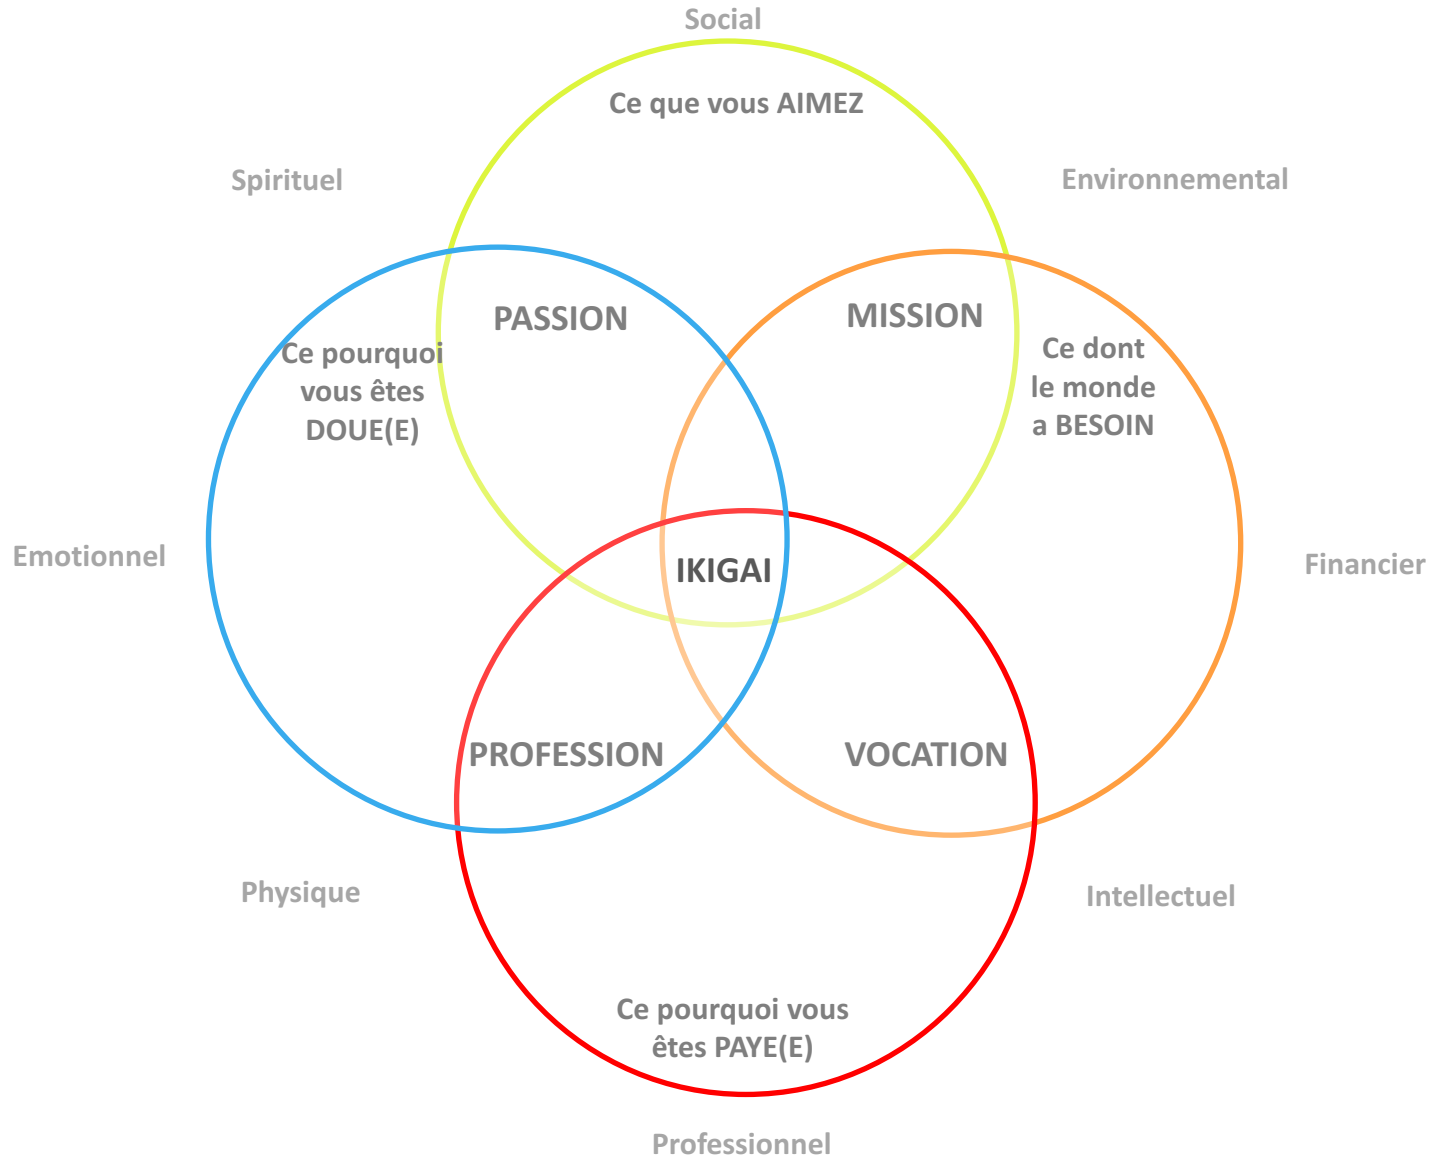 Social
Ce que vous AIMEZ
Spirituel
Environnemental
PASSION
MISSION
Ce pourquoi
vous êtes
DOUE(E)
Ce dont
le monde
a BESOIN
Emotionnel
IKIGAI
Financier
PROFESSION
VOCATION
Physique
Intellectuel
Ce pourquoi vous
êtes PAYE(E)
Professionnel